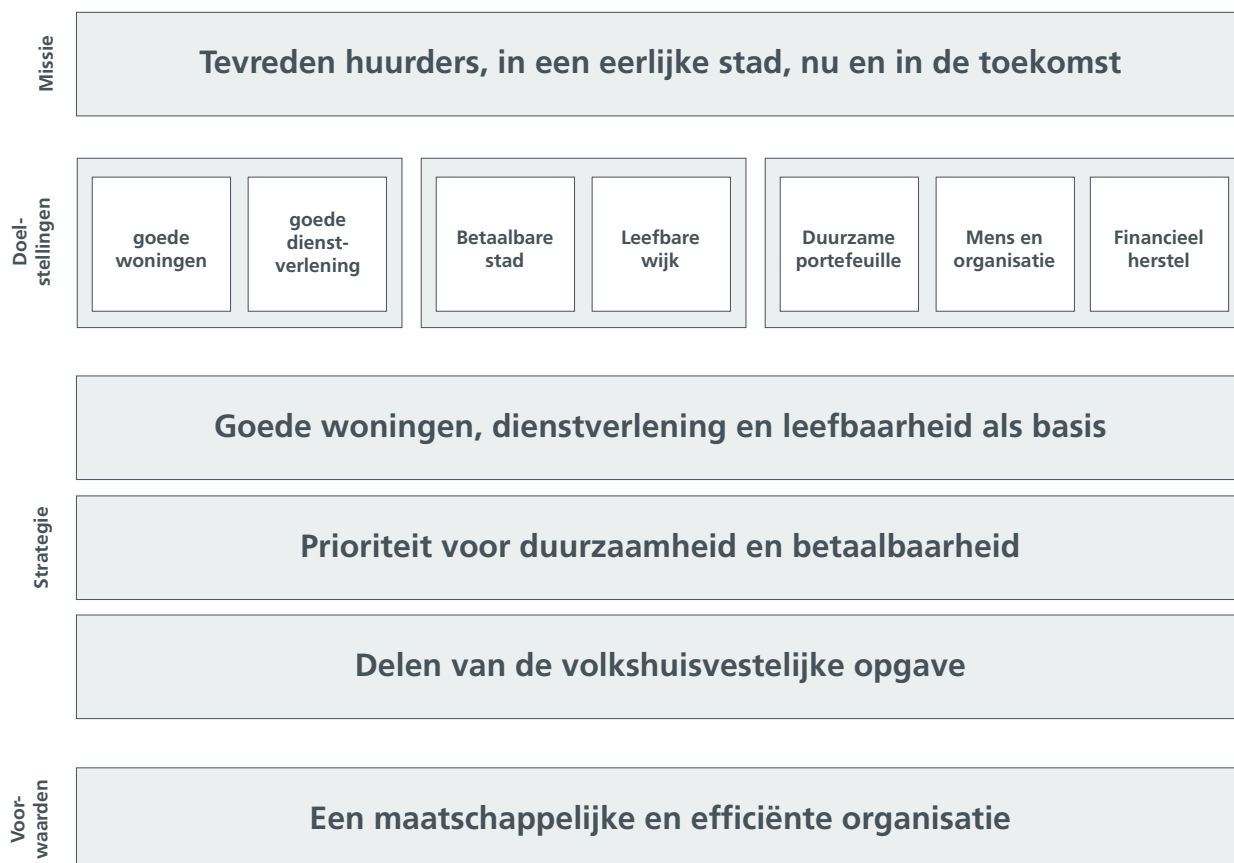 Missie
Tevreden huurders, in een eerlijke stad, nu en in de toekomst
Doel-
stellingen
goede
woningen
goede
dienst-
verlening
Betaalbare
stad
Leefbare
wijk
Duurzame
portefeuille
Mens en
organisatie
Financieel
herstel
Strategie
Goede woningen, dienstverlening en leefbaarheid als basis
Prioriteit voor duurzaamheid en betaalbaarheid
Delen van de volkshuisvestelijke opgave
Voor-
waarden
Een maatschappelijke en efficiënte organisatie